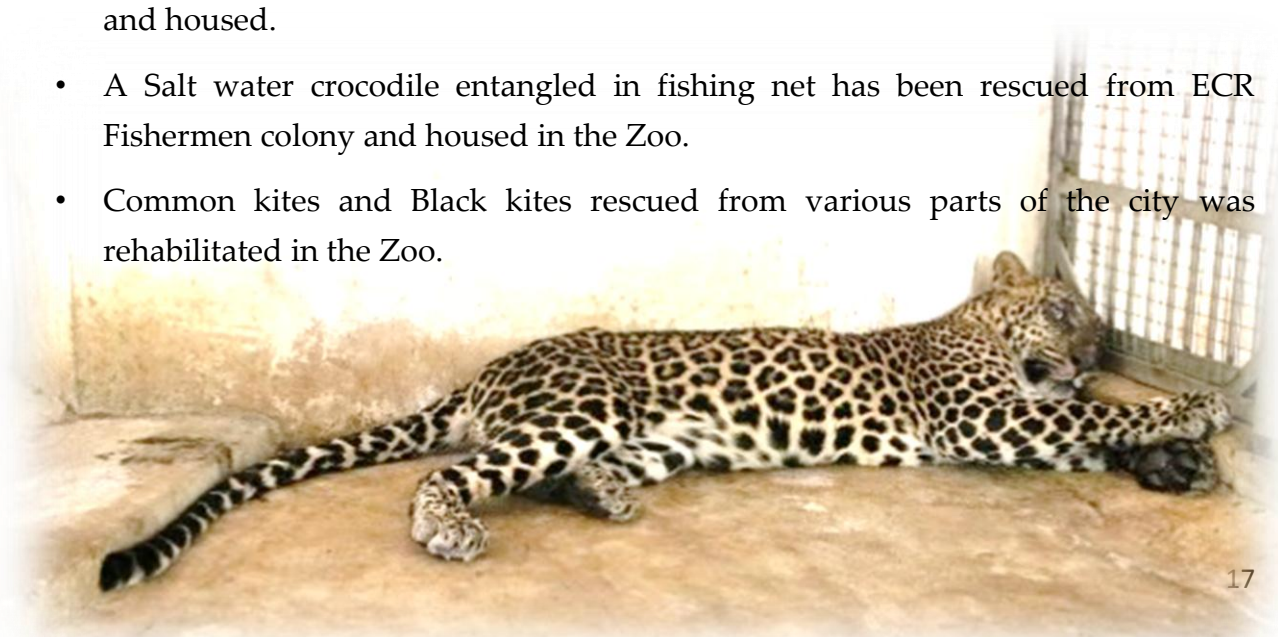 and housed.
• A Salt water crocodile entangled in fishing net has been rescued from ECR
Fishermen colony and housed in the Zoo.
• Common kites and Black kites rescued from various parts of the city was
rehabilitated in the Zoo.
17